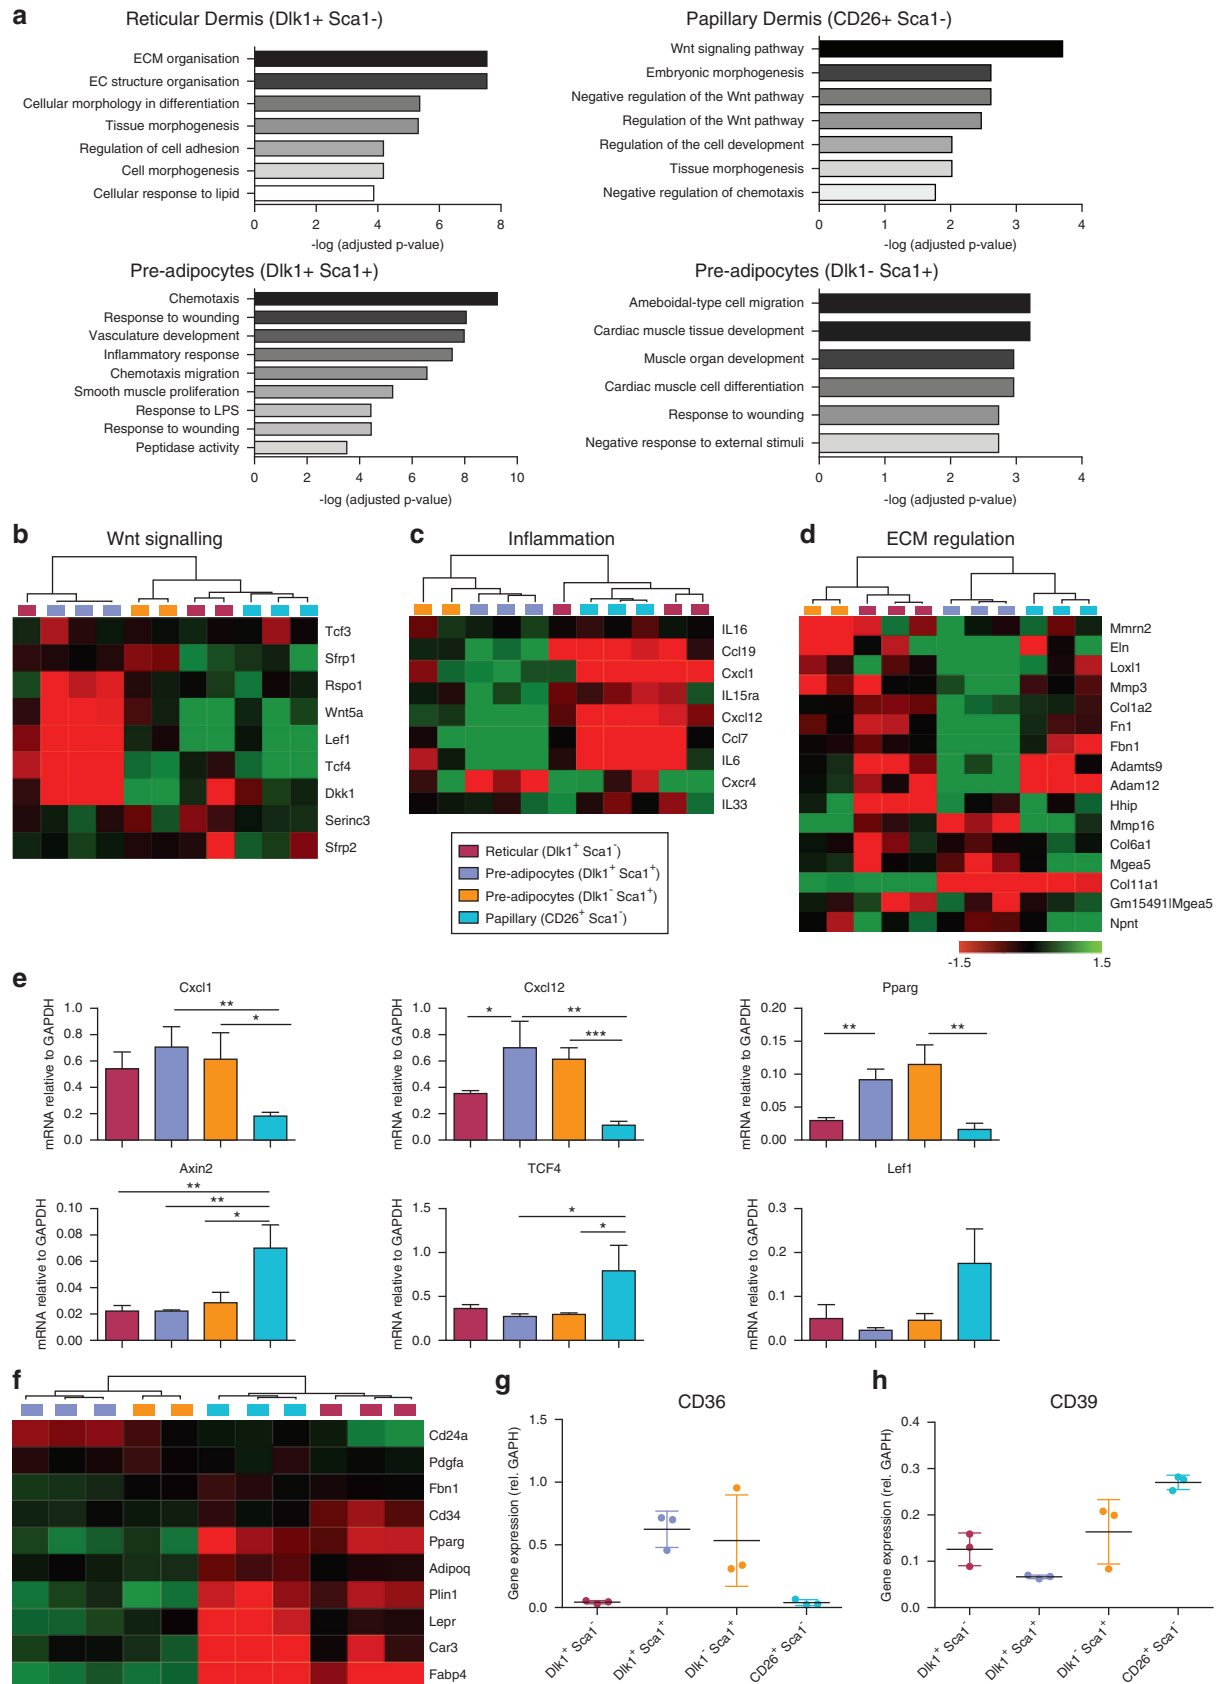 a
Reticular Dermis (Dlk1+ Sca1-)
ECM organisation
EC structure organisation
Cellular morphology in differentiation
Tissue morphogenesis
Regulation of cell adhesion
Cell morphogenesis
Cellular response to lipid
0 2 4 6 8
-log (adjusted p-value)
Papillary Dermis (CD26+ Sca1-)
Wnt signaling pathway
Embryonic morphogenesis
Negative regulation of the Wnt pathway
Regulation of the Wnt pathway
Regulation of the cell development
Tissue morphogenesis
Negative regulation of chemotaxis
0 1 2 3 4
-log (adjusted p-value)
Pre-adipocytes (Dlk1+ Sca1+)
Chemotaxis
Response to wounding
Vasculature development
Inflammatory response
Chemotaxis migration
Smooth muscle proliferation
Response to LPS
Response to wounding
Peptidase activity
0 2 4 6 8 10
-log (adjusted p-value)
Pre-adipocytes (Dlk1- Sca1+)
Ameboidal-type cell migration
Cardiac muscle tissue development
Muscle organ development
Cardiac muscle cell differentiation
Response to wounding
Negative response to external stimuli
0 1 2 3 4
-log (adjusted p-value)
b
Wnt signalling
Tcf3
Sfrp1
Rspo1
Wnt5a
Lef1
Tcf4
Dkk1
Serinc3
Sfrp2
c
Inflammation
IL16
Ccl19
Cxcl1
IL15ra
Cxcl12
Ccl7
IL6
Cxcr4
IL33
Reticular (Dlk1+ Sca1-)
Pre-adipocytes (Dlk1+ Sca1+)
Pre-adipocytes (Dlk1- Sca1+)
Papillary (CD26+ Sca1-)
d
ECM regulation
Mmrn2
Eln
Loxl1
Mmp3
Col1a2
Fn1
Fbn1
Adamts9
Adam12
Hhip
Mmp16
Col6a1
Mgea5
Col11a1
Gm15491|Mgea5
Npnt
-1.5 1.5
e
Cxcl1
mRNA relative to GAPDH
1.0
0.8
0.6
0.4
0.2
0.0
**
*
Cxcl12
mRNA relative to GAPDH
1.0
0.8
0.6
0.4
0.2
0.0
* **
***
Pparg
mRNA relative to GAPDH
0.20
0.15
0.10
0.05
0.00
** **
Axin2
mRNA relative to GAPDH
0.10
0.08
0.06
0.04
0.02
0.00
**
**
*
TCF4
mRNA relative to GAPDH
1.5
1.0
0.5
0.0
*
*
Lef1
mRNA relative to GAPDH
0.3
0.2
0.1
0.0
f
Cd24a
Pdgfa
Fbn1
Cd34
Pparg
Adipoq
Plin1
Lepr
Car3
Fabp4
g
CD36
Gene expression (rel. GAPH)
1.5
1.0
0.5
0.0
Dlk1+ Sca1-
Dlk1+ Sca1+
Dlk1- Sca1+
CD26+ Sca1-
h
CD39
Gene expression (rel. GAPH)
0.4
0.3
0.2
0.1
0.0
Dlk1+ Sca1-
Dlk1+ Sca1+
Dlk1- Sca1+
CD26+ Sca1-